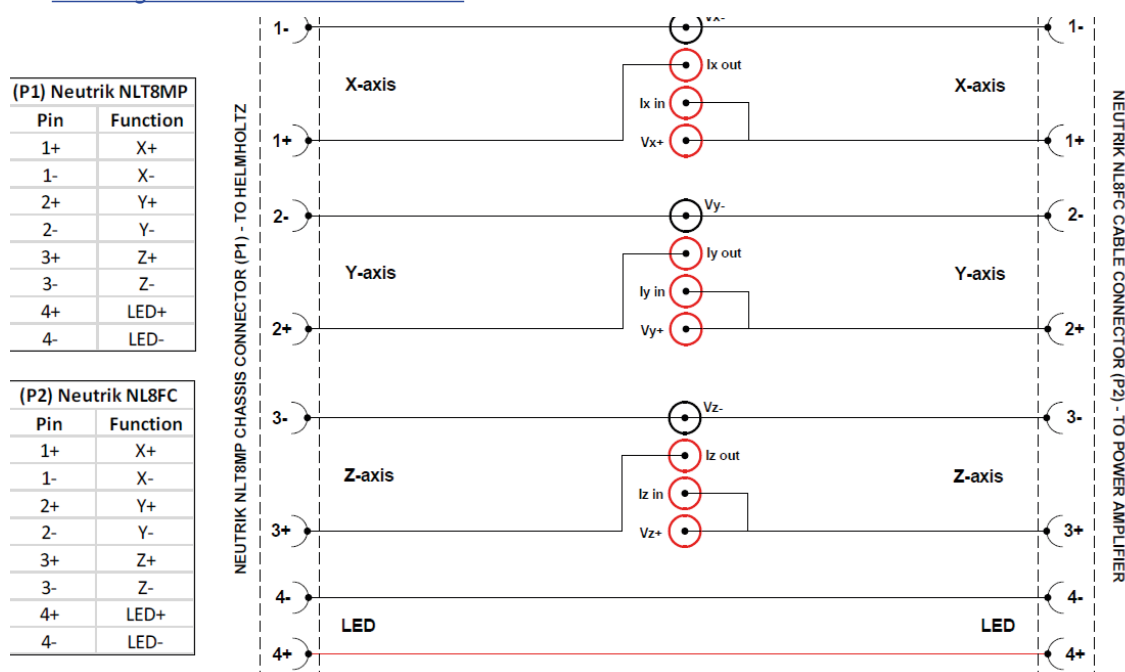 (P1) Neutrik NLT8MP
Pin Function
1+ X+
1- X-
2+ Y+
2- Y-
3+ Z+
3- Z-
4+ LED+
4- LED-
(P2) Neutrik NL8FC
Pin Function
1+ X+
1- X-
2+ Y+
2- Y-
3+ Z+
3- Z-
4+ LED+
4- LED-
NEUTRIK NLT8MP CHASSIS CONNECTOR (P1) - TO HELMHOLTZ
1- Vx- 1-
Ix out
X-axis X-axis
Ix in
1+ Vx+ 1+
2- Vy- 2-
Iy out
Y-axis Y-axis
Iy in
2+ Vy+ 2+
3- Vz- 3-
Iz out
Z-axis Z-axis
Iz in
3+ Vz+ 3+
4- 4-
LED LED
4+ 4+
NEUTRIK NL8FC CABLE CONNECTOR (P2) - TO POWER AMPLIFIER